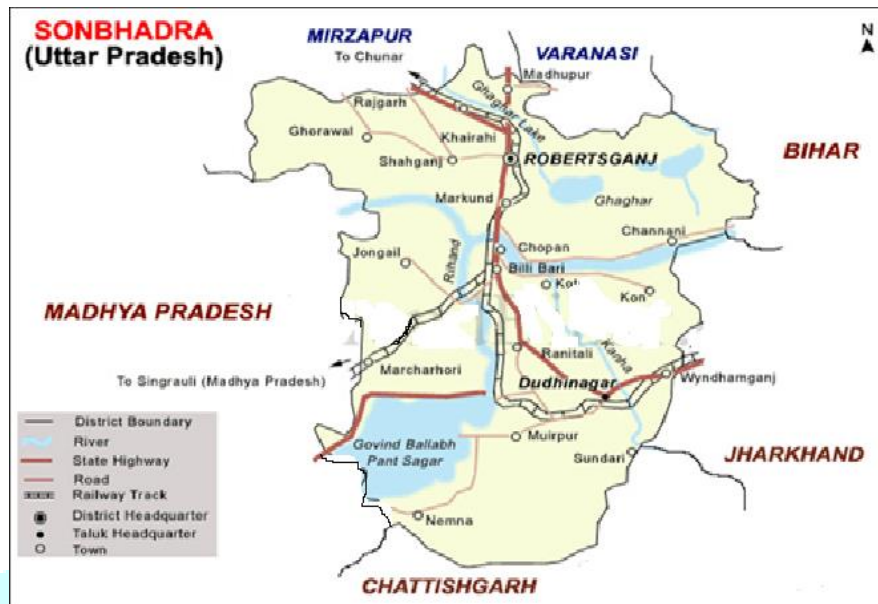 SONBHADRA
(Uttar Pradesh)
MIRZAPUR
To Chunar
VARANASI
N
Madhupur
Rajgarh
Ghaghar Lake
Ghorawal
Khairahi
Shahganj
ROBERTSGANJ
BIHAR
Markund
Ghaghar
Channani
Chopan
Rihand
Jongail
Billi Bari
Kon
MADHYA PRADESH
Ranitali
Kanha
Marcharhori
To Singrauli (Madhya Pradesh)
Dudhinagar
Wyndhamganj
District Boundary
River
State Highway
Road
Railway Track
District Headquarter
Taluk Headquarter
Town
Govind Ballabh
Pant Sagar
Muirpur
Sundari
JHARKHAND
Nemna
CHATTISHGARH